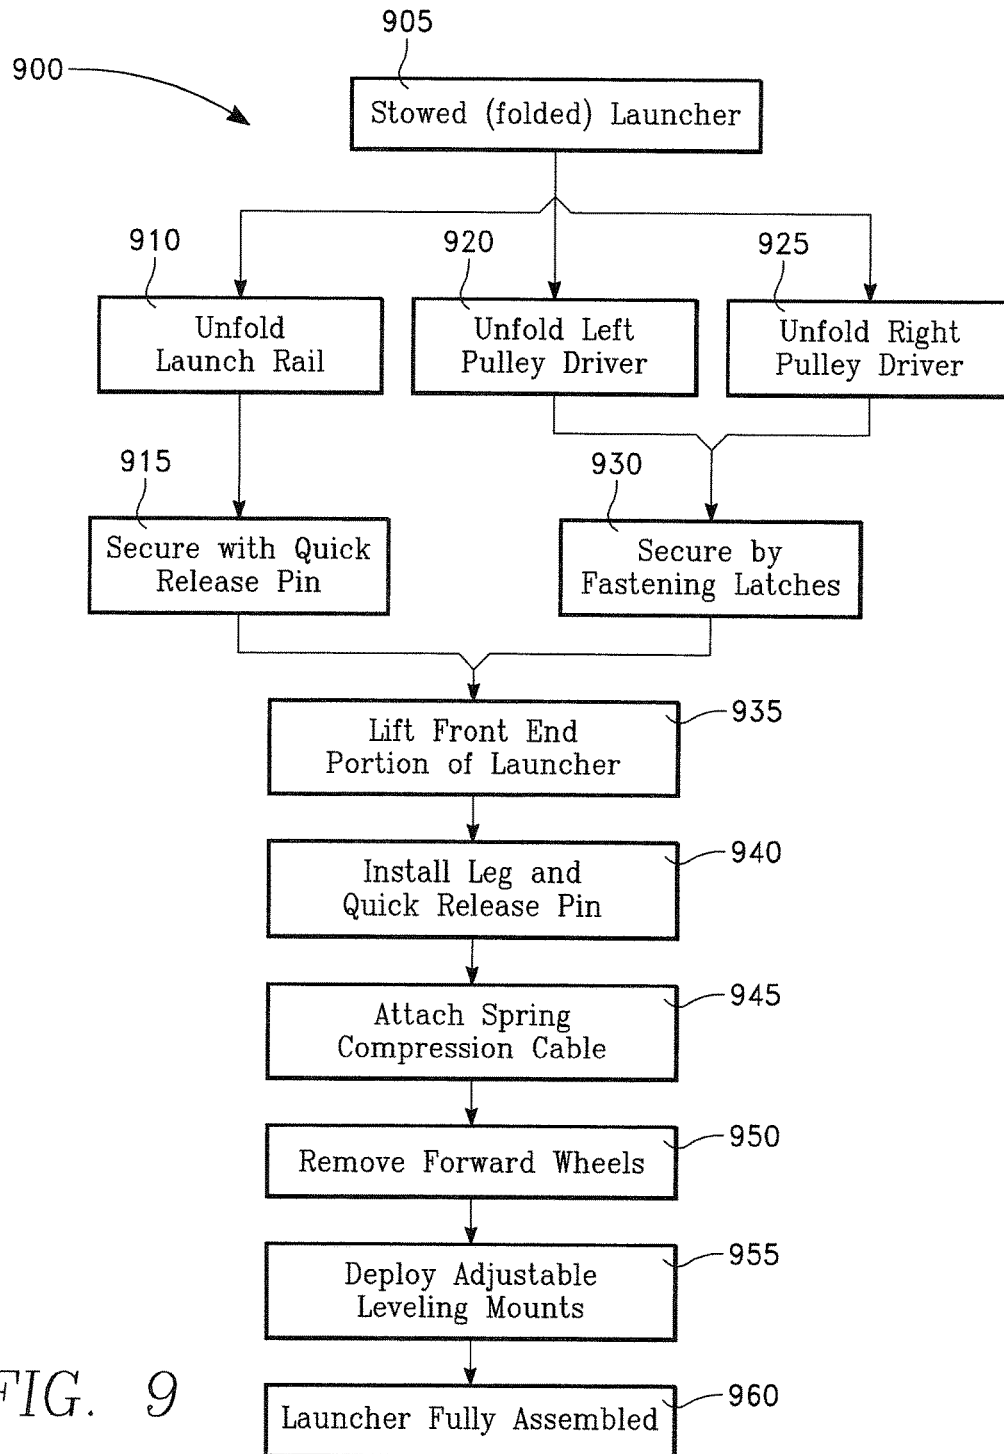 905
900
Stowed (folded) Launcher
910
920
925
Unfold
Launch Rail
Unfold Left
Pulley Driver
Unfold Right
Pulley Driver
915
930
Secure with Quick
Release Pin
Secure by
Fastening Latches
935
Lift Front End
Portion of Launcher
940
Install Leg and
Quick Release Pin
945
Attach Spring
Compression Cable
950
Remove Forward Wheels
955
Deploy Adjustable
Leveling Mounts
960
Launcher Fully Assembled
FIG. 9